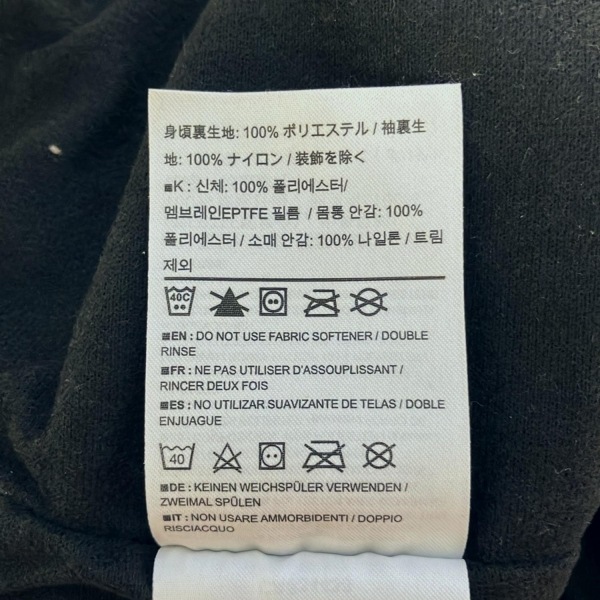 身頃裏生地: 100% ポリエステル / 袖裏生
地: 100% ナイロン / 装飾を除く
■K : 신체: 100% 폴리에스터/
멤브레인EPTFE 필름 / 몸통 안감: 100%
폴리에스터 / 소매 안감: 100% 나일론 / 트림
제외
40C
■EN : DO NOT USE FABRIC SOFTENER / DOUBLE
RINSE
■FR : NE PAS UTILISER D'ASSOUPLISSANT /
RINCER DEUX FOIS
■ES : NO UTILIZAR SUAVIZANTE DE TELAS / DOBLE
ENJUAGUE
40
■DE : KEINEN WEICHSPÜLER VERWENDEN /
ZWEIMAL SPÜLEN
■IT : NON USARE AMMORBIDENTI / DOPPIO
RISCIACQUO